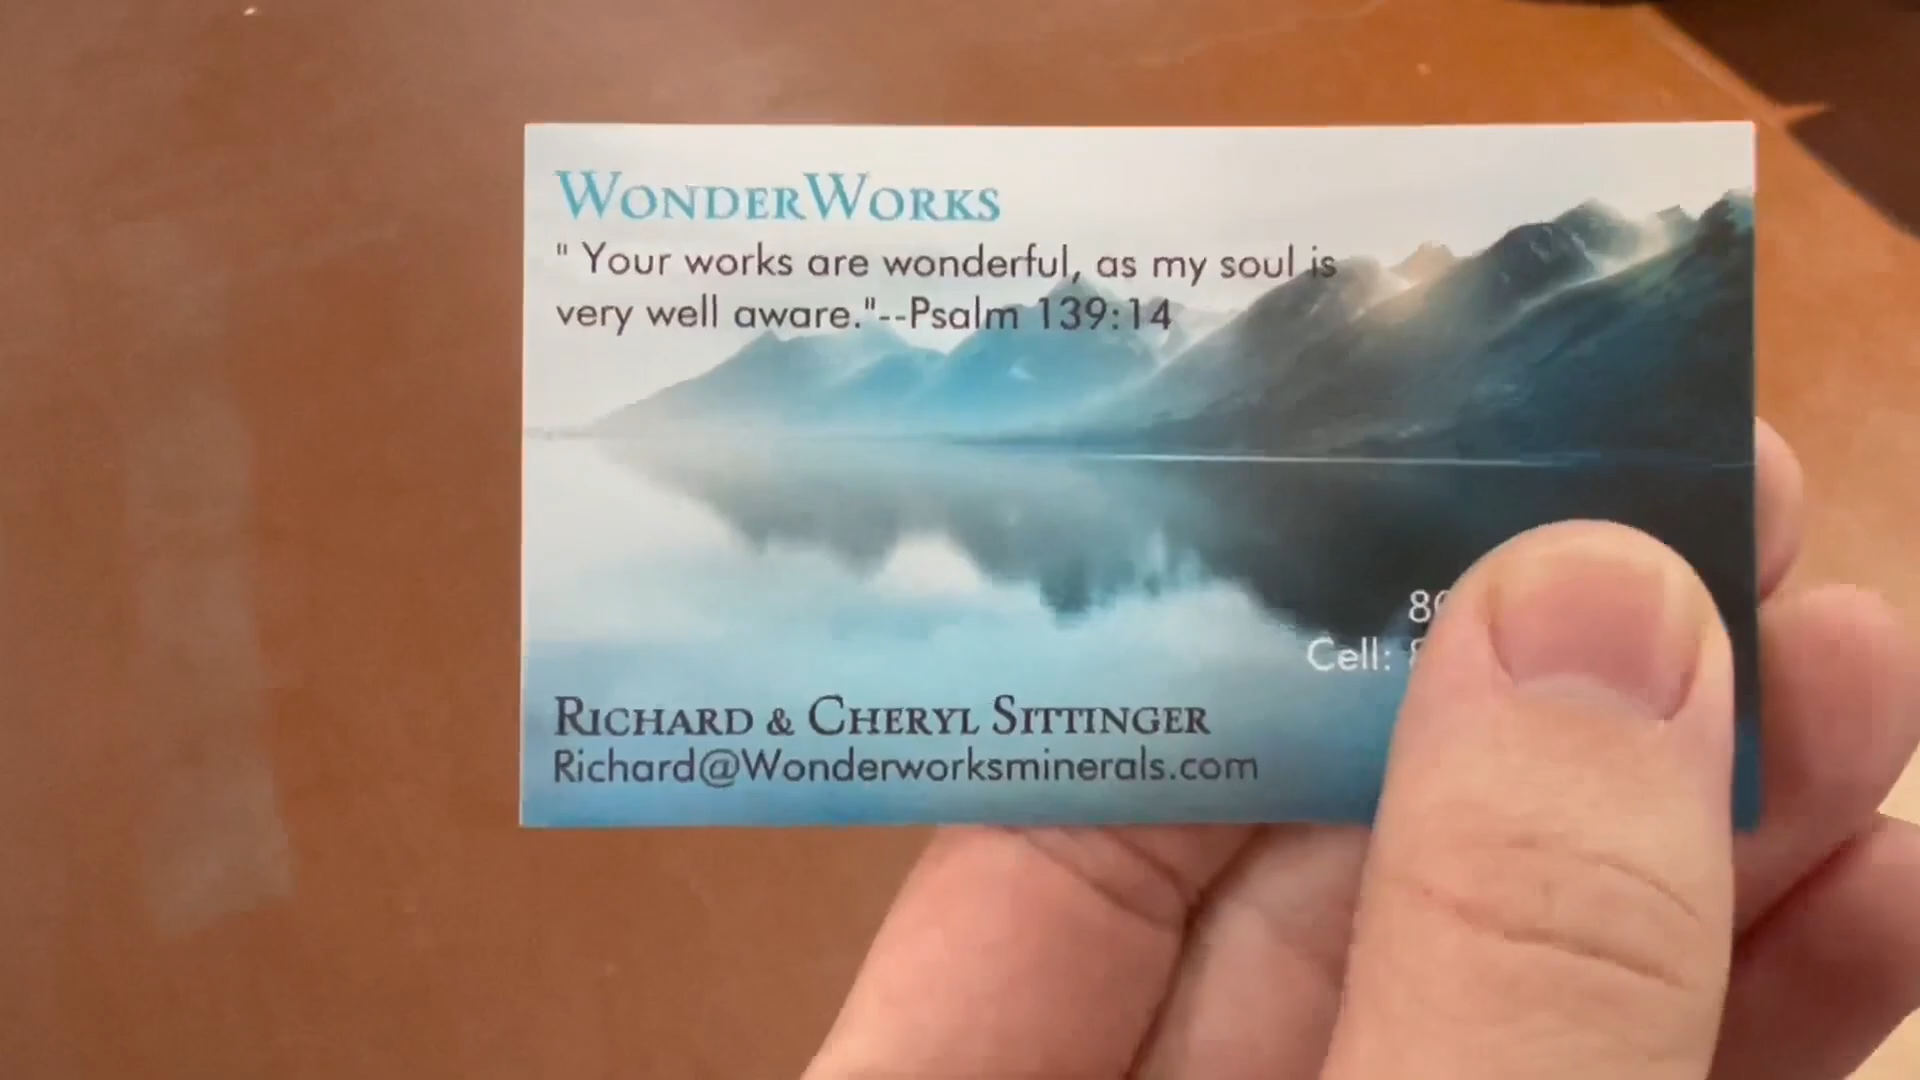 WonderWorks
" Your works are wonderful, as my soul is
very well aware."--Psalm 139:14
Cell:
Richard & Cheryl Sittinger
Richard@Wonderworksminerals.com